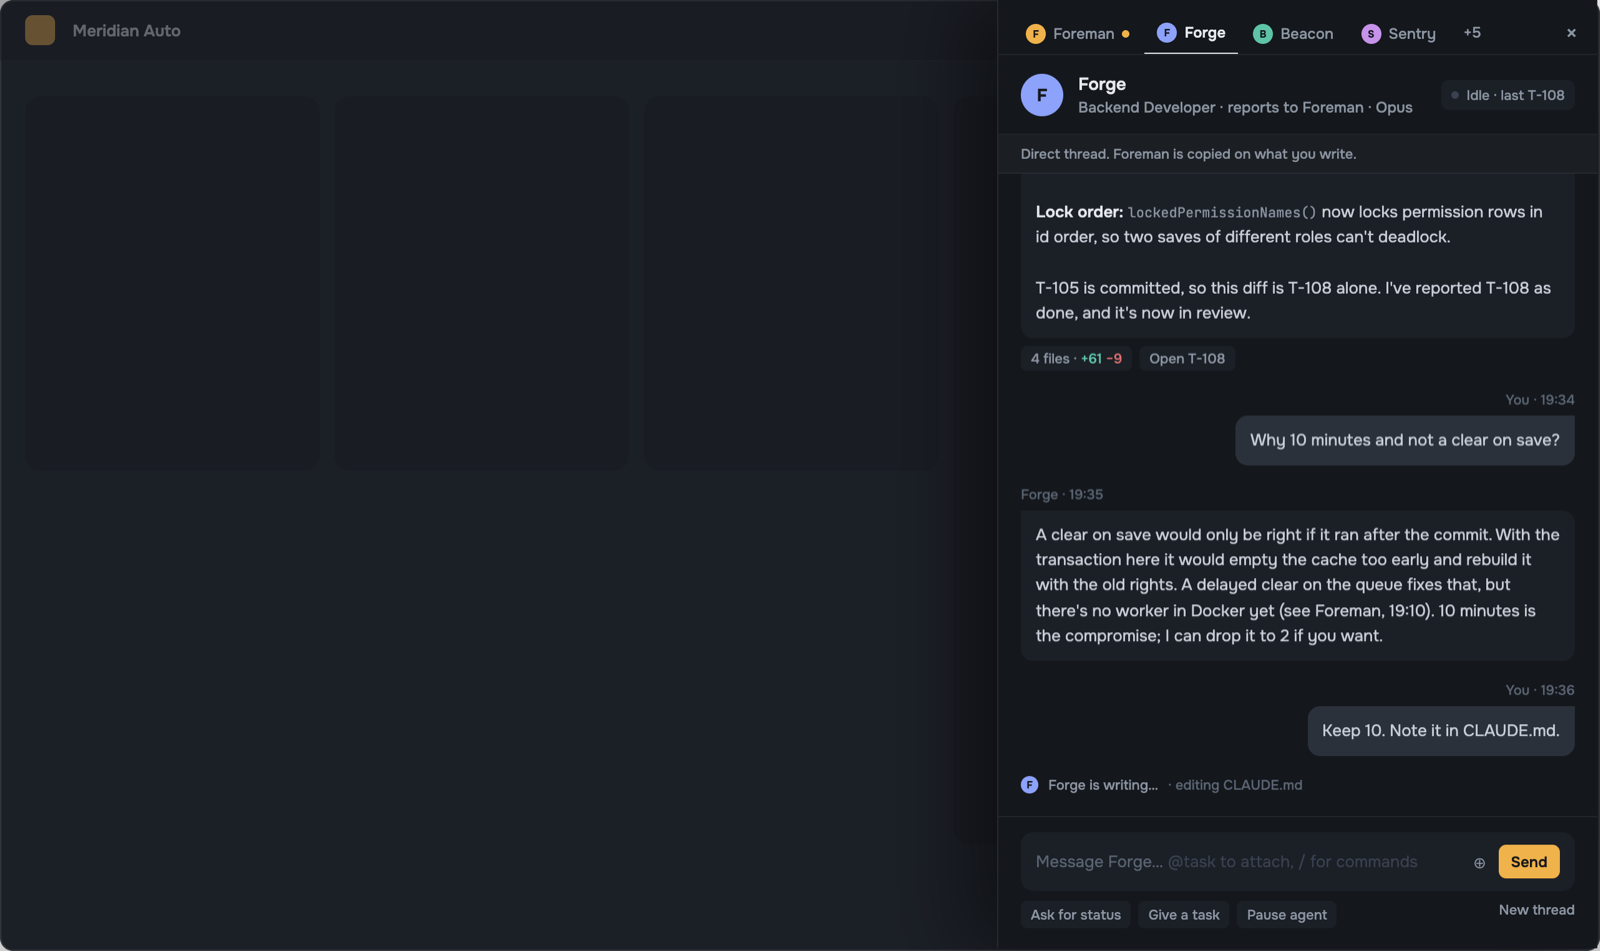 Meridian Auto
F Foreman
F Forge
B Beacon
S Sentry
+5
×
F
Forge
Backend Developer · reports to Foreman · Opus
Idle · last T-108
Direct thread. Foreman is copied on what you write.
Lock order: lockedPermissionNames() now locks permission rows in
id order, so two saves of different roles can't deadlock.
T-105 is committed, so this diff is T-108 alone. I've reported T-108 as
done, and it's now in review.
4 files · +61 −9
Open T-108
You · 19:34
Why 10 minutes and not a clear on save?
Forge · 19:35
A clear on save would only be right if it ran after the commit. With the
transaction here it would empty the cache too early and rebuild it
with the old rights. A delayed clear on the queue fixes that, but
there's no worker in Docker yet (see Foreman, 19:10). 10 minutes is
the compromise; I can drop it to 2 if you want.
You · 19:36
Keep 10. Note it in CLAUDE.md.
F Forge is writing... · editing CLAUDE.md
Message Forge... @task to attach, / for commands
⊕
Send
Ask for status
Give a task
Pause agent
New thread